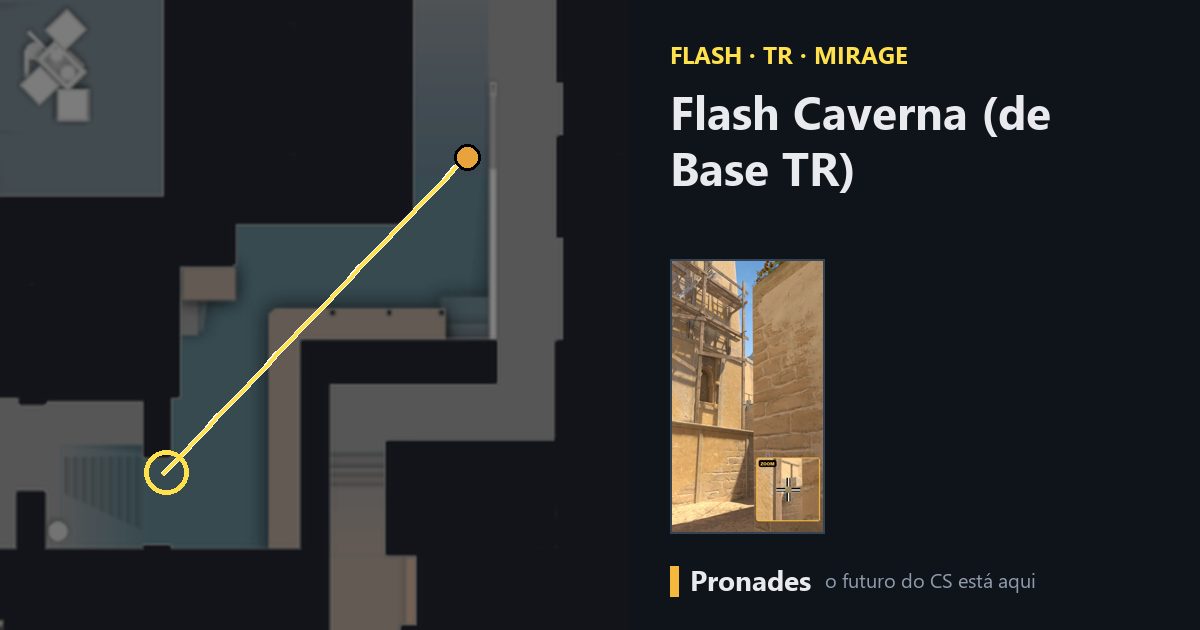 FLASH · TR · MIRAGE
Flash Caverna (de
Base TR)
ZOOM
Pronades o futuro do CS está aqui